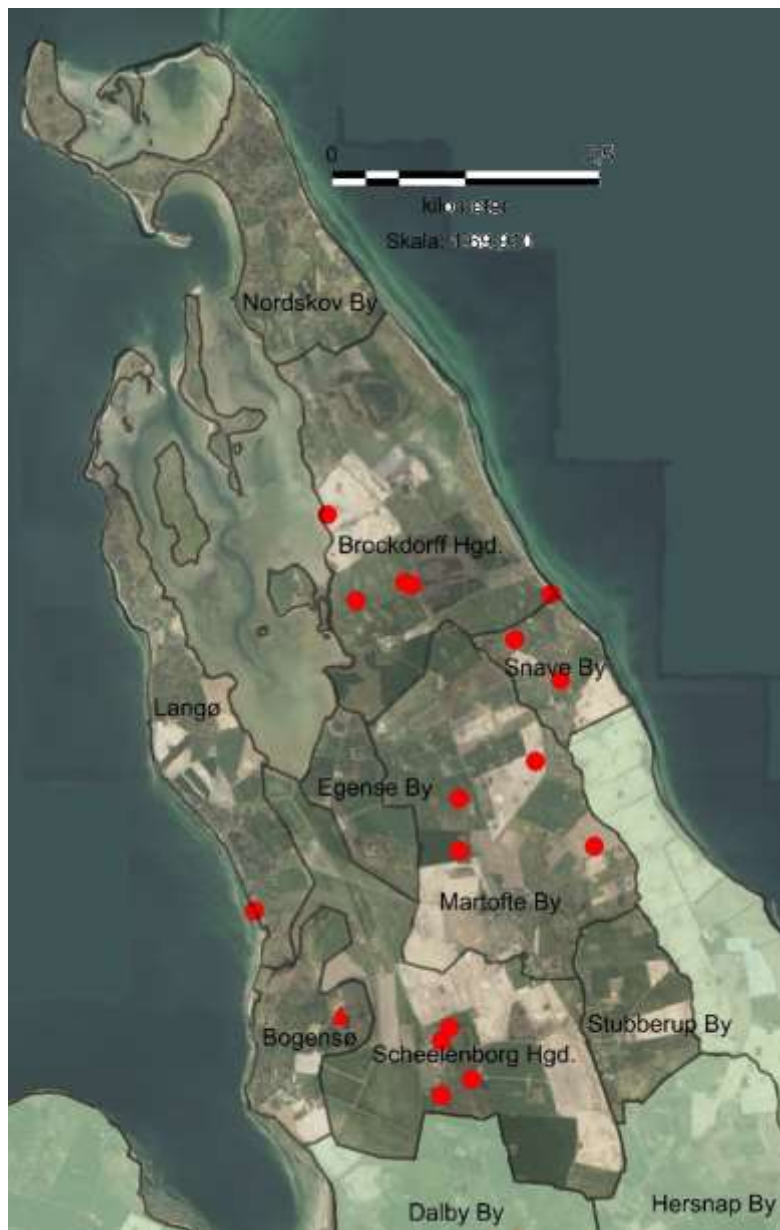 0
kilometer
Nordskov By
Brockdorff Hgd.
Snave By
Langø
Egense By
Martofte By
Stubberup By
Bogensø
Scheelenborg Hgd.
Hersnap By
Dalby By